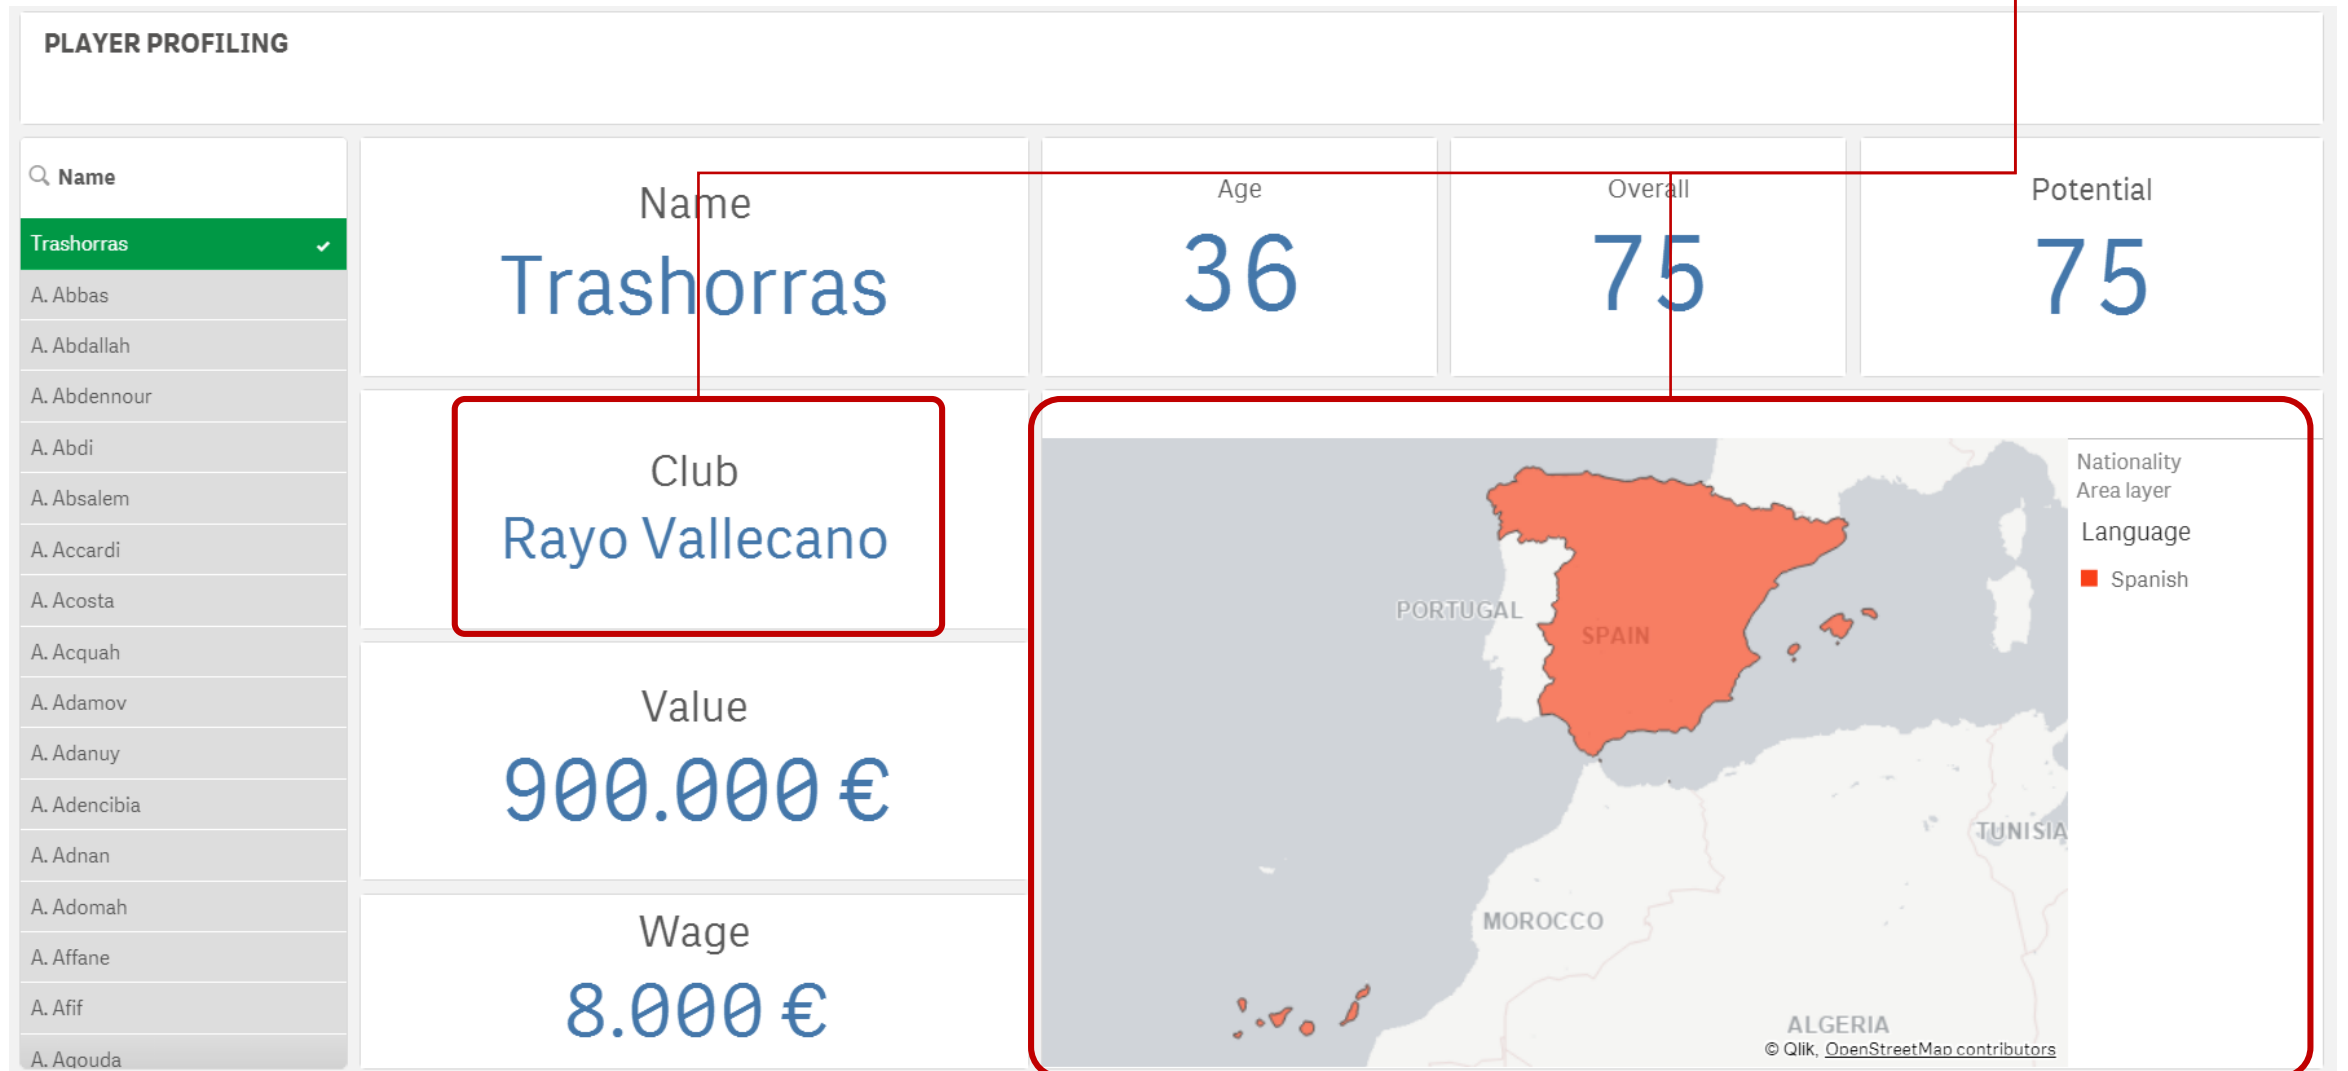 PLAYER PROFILING
Name
Trashorras
A. Abbas
A. Abdallah
A. Abdennour
A. Abdi
A. Absalem
A. Accardi
A. Acosta
A. Acquah
A. Adamov
A. Adanuy
A. Adencibia
A. Adnan
A. Adomah
A. Affane
A. Afif
A. Agouda
Name
Trashorras
Age
36
Overall
75
Potential
75
Club
Rayo Vallecano
Value
900.000 €
Wage
8.000 €
PORTUGAL
SPAIN
TUNISIA
MOROCCO
ALGERIA
© Qlik, OpenStreetMap contributors
Nationality
Area layer
Language
Spanish